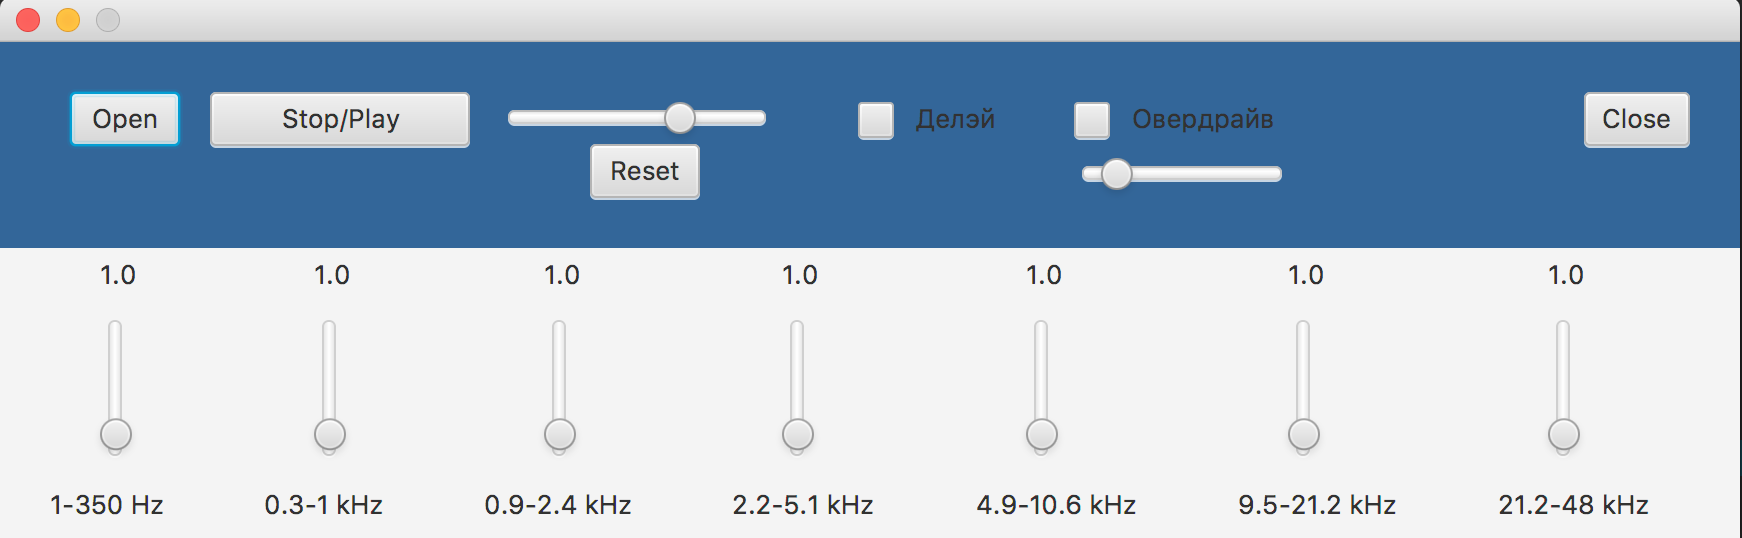 Open Stop/Play Делэй Овердрайв Close
Reset
1.0 1.0 1.0 1.0 1.0 1.0 1.0
1-350 Hz 0.3-1 kHz 0.9-2.4 kHz 2.2-5.1 kHz 4.9-10.6 kHz 9.5-21.2 kHz 21.2-48 kHz